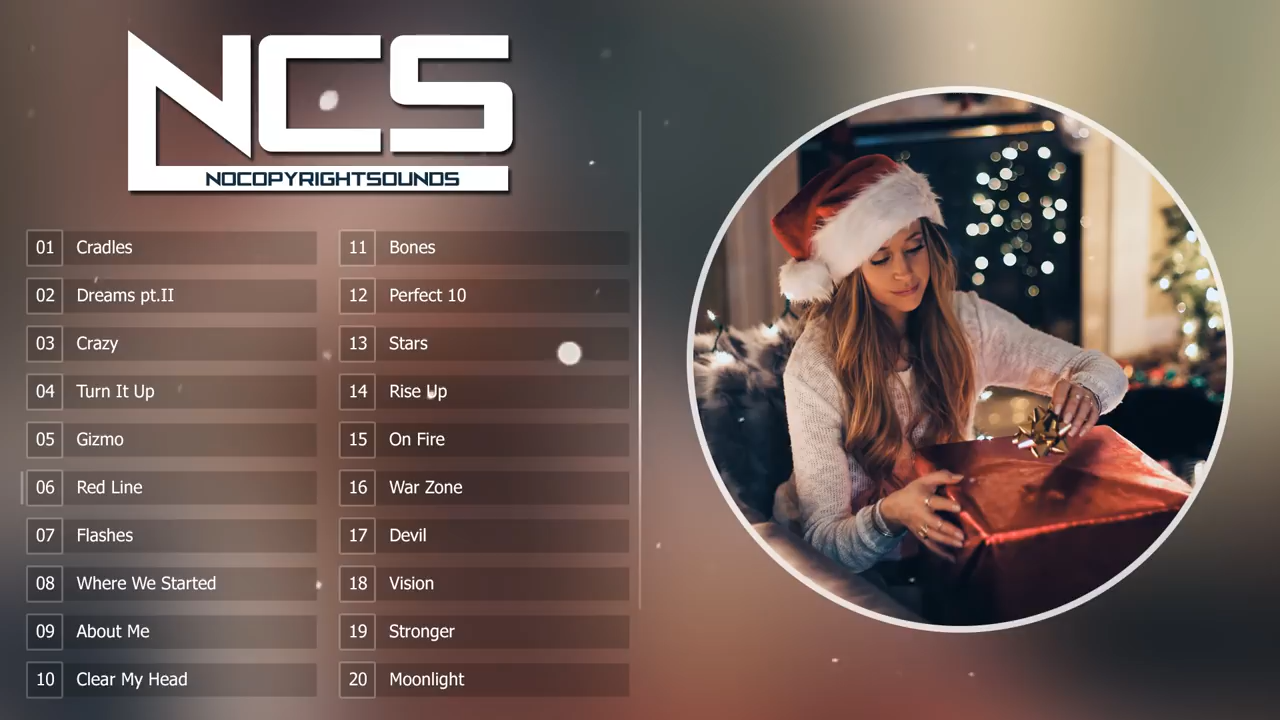 NCS
NOCOPYRIGHTSOUNDS
01 Cradles
02 Dreams pt.II
03 Crazy
04 Turn It Up
05 Gizmo
06 Red Line
07 Flashes
08 Where We Started
09 About Me
10 Clear My Head
11 Bones
12 Perfect 10
13 Stars
14 Rise Up
15 On Fire
16 War Zone
17 Devil
18 Vision
19 Stronger
20 Moonlight